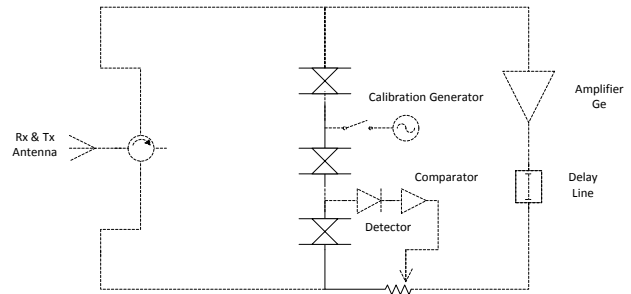 Calibration Generator
Amplifier
Ge
Rx & Tx
Antenna
Comparator
Delay
Line
Detector